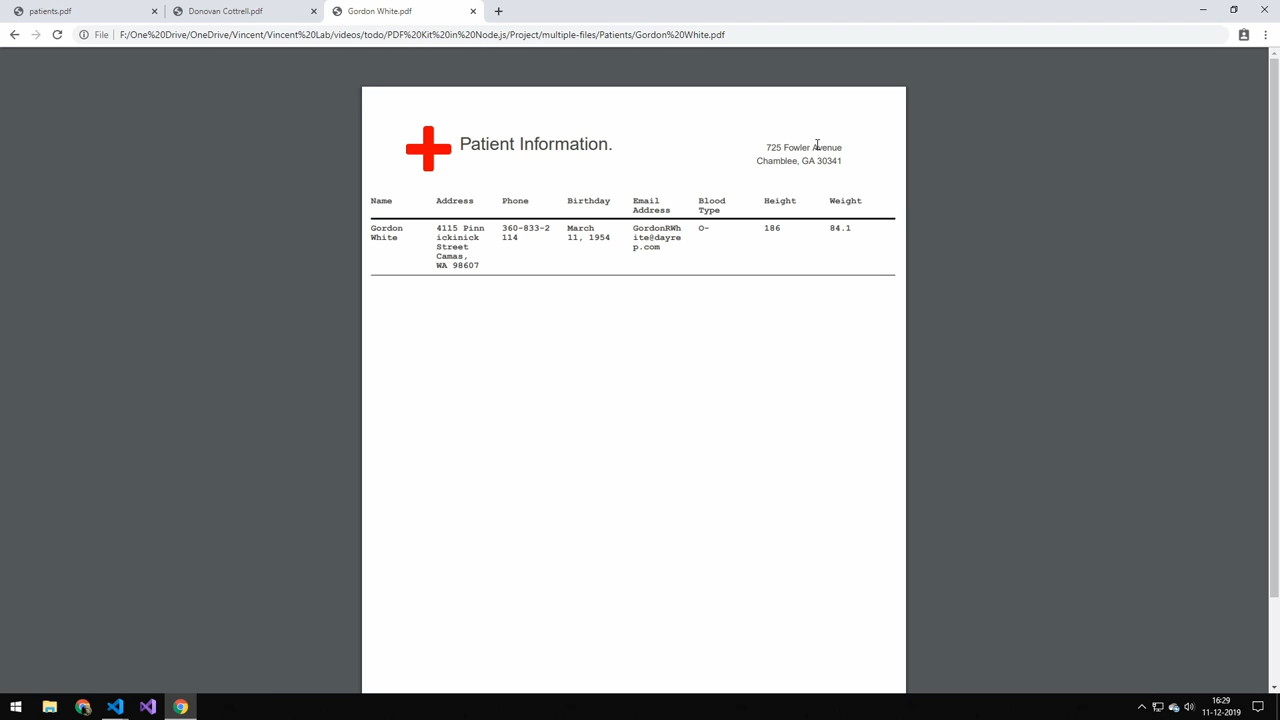 patients.pdf
Donovan Cottrell.pdf
Gordon White.pdf
File
F:/One%20Drive/OneDrive/Vincent/Vincent%20Lab/videos/todo/PDF%20Kit%20in%20Node.js/Project/multiple-files/Patients/Gordon%20White.pdf
Patient Information.
725 Fowler Avenue
Chamblee, GA 30341
Name Address Phone Birthday Email Blood Height Weight
Address Type
Gordon 4115 Pinn 360-833-2 March GordonRWh O- 186 84.1
White ickinick 114 11, 1954 ite@dayre
Street p.com
Camas,
WA 98607
16:29
11-12-2019